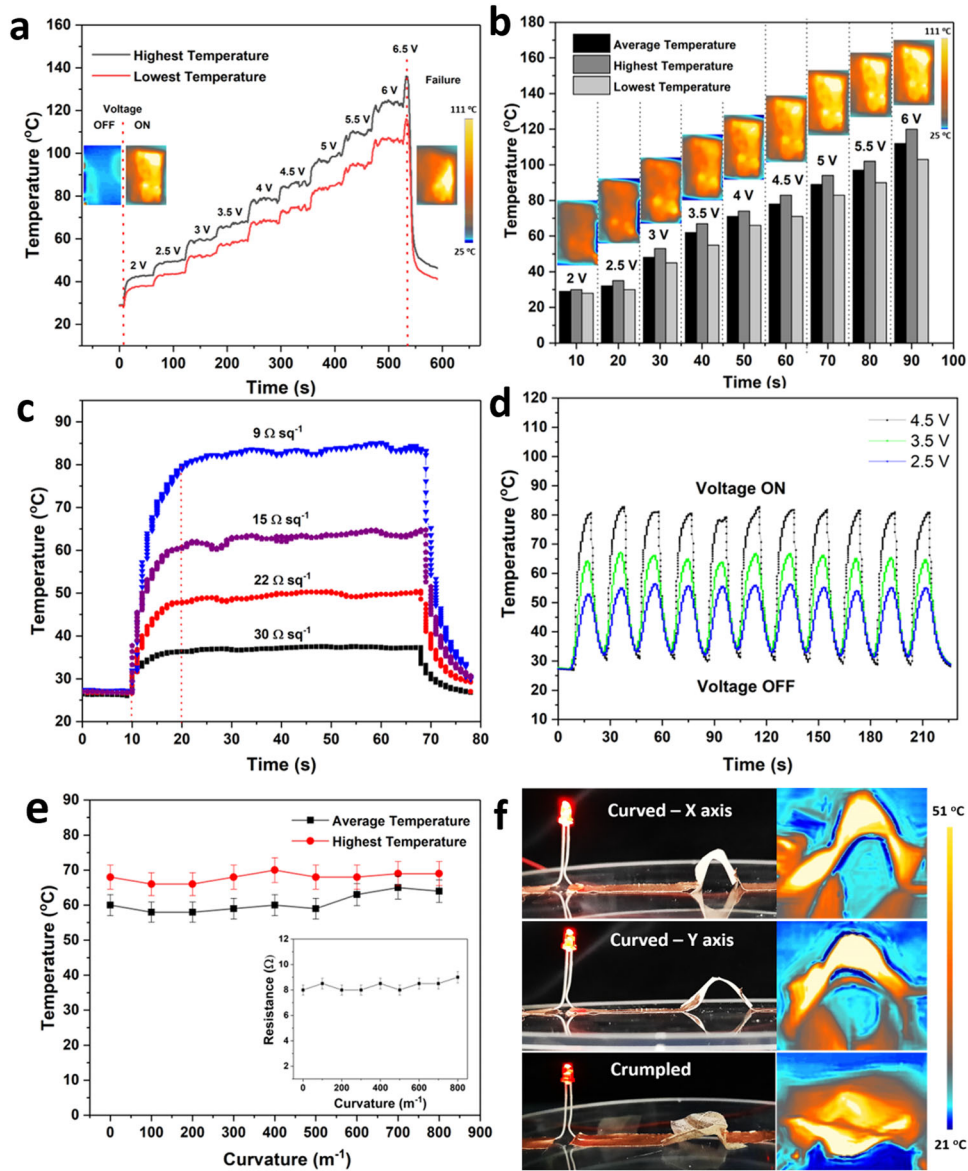 a
160
140
120
100
80
60
40
20
Temperature (°C)
Highest Temperature
Lowest Temperature
Voltage
OFF
ON
2 V
2.5 V
3 V
3.5 V
4 V
4.5 V
5 V
5.5 V
6 V
6.5 V
Failure
111 °C
25 °C
0 100 200 300 400 500 600
Time (s)
b
180
160
140
120
100
80
60
40
20
0
Temperature (°C)
Average Temperature
Highest Temperature
Lowest Temperature
2 V
2.5 V
3 V
3.5 V
4 V
4.5 V
5 V
5.5 V
6 V
111 °C
25 °C
10 20 30 40 50 60 70 80 90 100
Time (s)
c
90
80
70
60
50
40
30
20
Temperature (°C)
9 Ω sq⁻¹
15 Ω sq⁻¹
22 Ω sq⁻¹
30 Ω sq⁻¹
0 10 20 30 40 50 60 70 80
Time (s)
d
110
100
90
80
70
60
50
40
30
20
10
Temperature (°C)
4.5 V
3.5 V
2.5 V
Voltage ON
Voltage OFF
0 30 60 90 120 150 180 210
Time (s)
e
90
80
70
60
50
40
30
20
10
0
Temperature (°C)
Average Temperature
Highest Temperature
12
10
8
6
4
2
Resistance (Ω)
0 200 400 600 800
Curvature (m⁻¹)
0 100 200 300 400 500 600 700 800 900
Curvature (m⁻¹)
f
Curved – X axis
Curved – Y axis
Crumpled
51 °C
21 °C